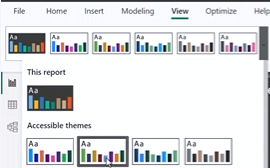 File Home Insert Modeling View Optimize Help
Aa Aa Aa Aa Aa Aa
This report
Aa
Accessible themes
Aa Aa Aa Aa